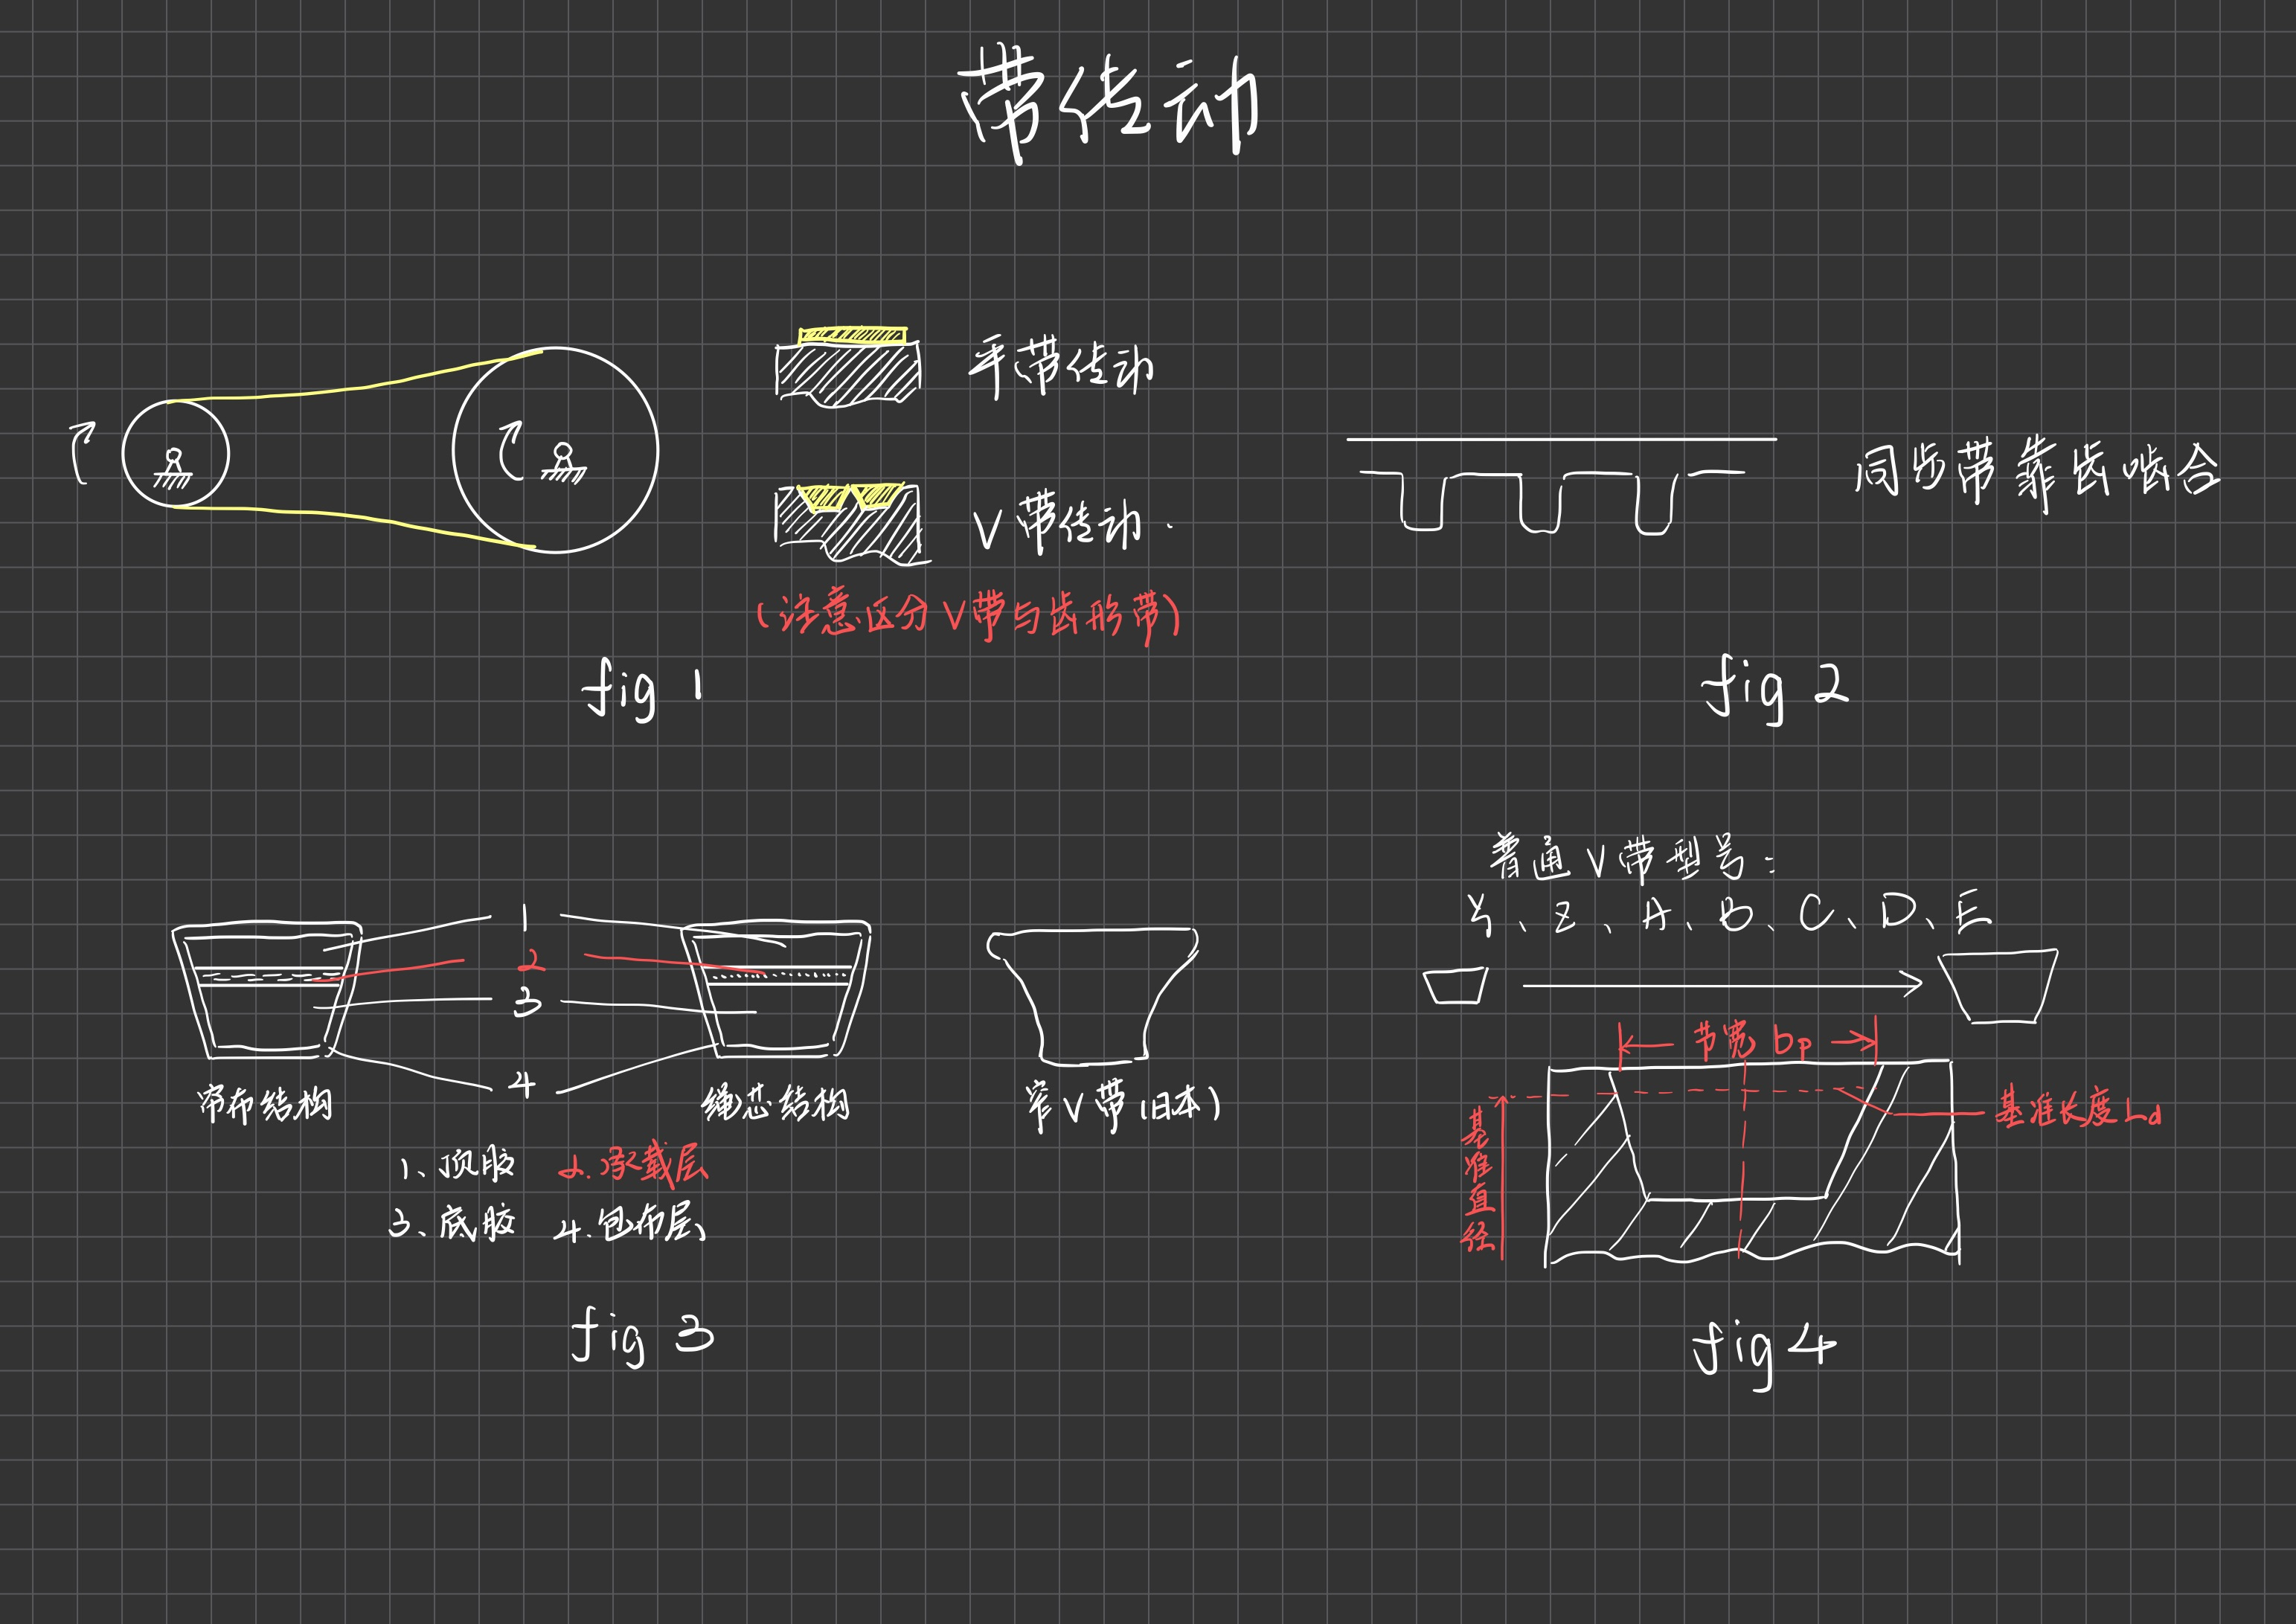 带传动
平带传动
V带传动.
(注意区分V带与齿形带)
fig 1
同步带靠齿啮合
fig 2
1
2
3
4
帘布结构
绳芯结构
窄V带(日本)
1、顶胶 2.承载层
3、底胶 4.包布层
fig 3
普通V带型号:
Y、Z、A、B、C、D、E
节宽 bp
基准直径
基准长度Ld
fig 4